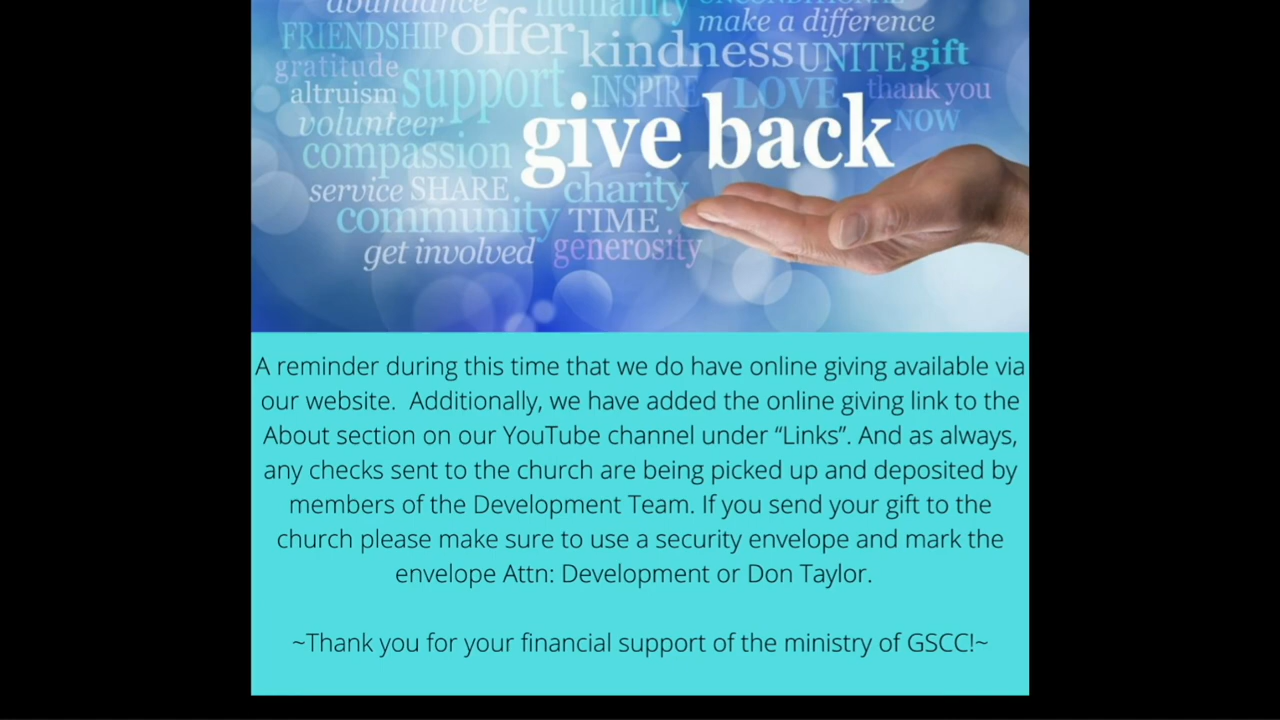 abundance humanity UNCONDITIONAL
make a difference
FRIENDSHIP offer kindness UNITE gift
gratitude support INSPIRE LOVE thank you
altruism
volunteer give back NOW
compassion
service SHARE charity
community TIME
get involved generosity
A reminder during this time that we do have online giving available via
our website.  Additionally, we have added the online giving link to the
About section on our YouTube channel under “Links”. And as always,
any checks sent to the church are being picked up and deposited by
members of the Development Team. If you send your gift to the
church please make sure to use a security envelope and mark the
envelope Attn: Development or Don Taylor.
~Thank you for your financial support of the ministry of GSCC!~